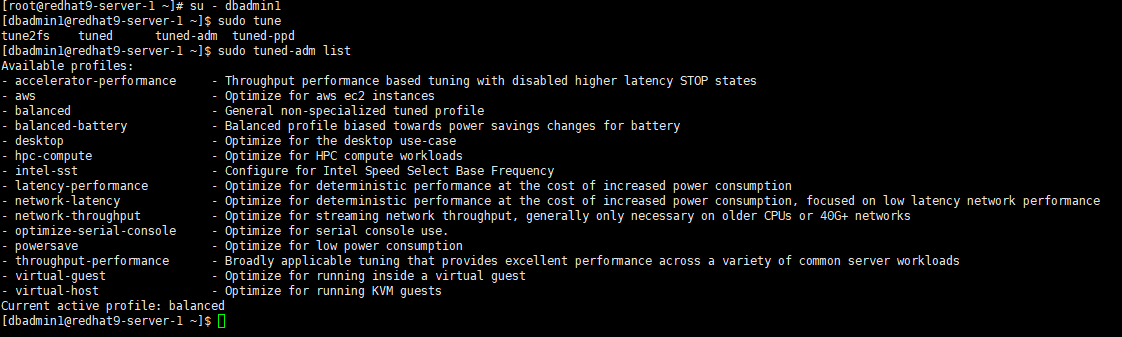 [root@redhat9-server-1 ~]# su - dbadmin1
[dbadmin1@redhat9-server-1 ~]$ sudo tune
tune2fs    tuned      tuned-adm  tuned-ppd
[dbadmin1@redhat9-server-1 ~]$ sudo tuned-adm list
Available profiles:
- accelerator-performance     - Throughput performance based tuning with disabled higher latency STOP states
- aws                         - Optimize for aws ec2 instances
- balanced                    - General non-specialized tuned profile
- balanced-battery            - Balanced profile biased towards power savings changes for battery
- desktop                     - Optimize for the desktop use-case
- hpc-compute                 - Optimize for HPC compute workloads
- intel-sst                   - Configure for Intel Speed Select Base Frequency
- latency-performance         - Optimize for deterministic performance at the cost of increased power consumption
- network-latency             - Optimize for deterministic performance at the cost of increased power consumption, focused on low latency network performance
- network-throughput          - Optimize for streaming network throughput, generally only necessary on older CPUs or 40G+ networks
- optimize-serial-console     - Optimize for serial console use.
- powersave                   - Optimize for low power consumption
- throughput-performance      - Broadly applicable tuning that provides excellent performance across a variety of common server workloads
- virtual-guest               - Optimize for running inside a virtual guest
- virtual-host                - Optimize for running KVM guests
Current active profile: balanced
[dbadmin1@redhat9-server-1 ~]$